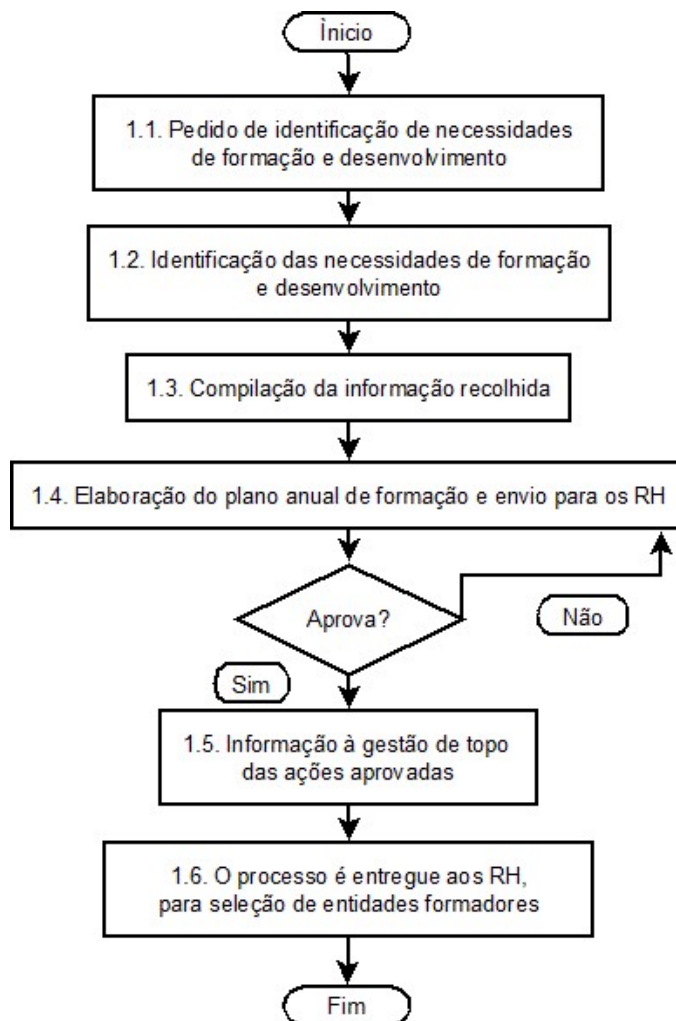 Ìnicio
1.1. Pedido de identificação de necessidades
de formação e desenvolvimento
1.2. Identificação das necessidades de formação
e desenvolvimento
1.3. Compilação da informação recolhida
1.4. Elaboração do plano anual de formação e envio para os RH
Aprova?
Não
Sim
1.5. Informação à gestão de topo
das ações aprovadas
1.6. O processo é entregue aos RH,
para seleção de entidades formadores
Fim